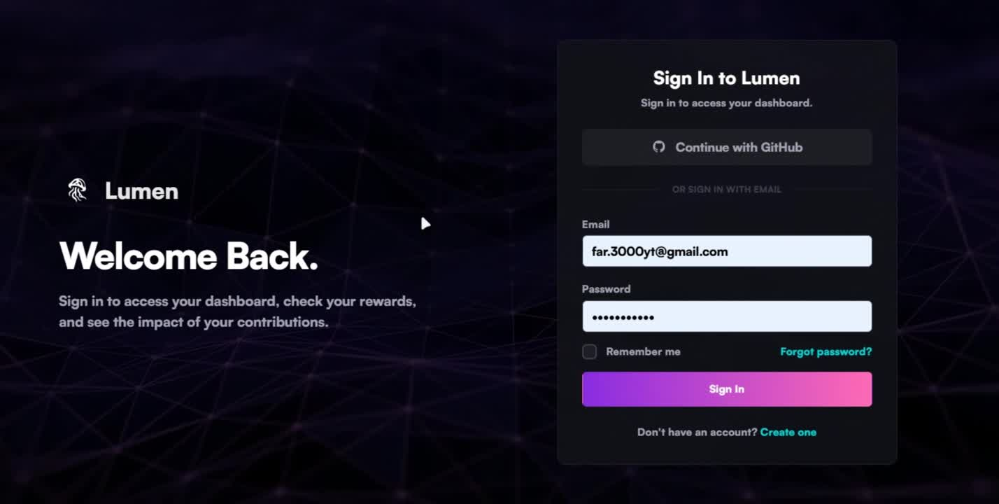 Lumen
Welcome Back.
Sign in to access your dashboard, check your rewards,
and see the impact of your contributions.
Sign In to Lumen
Sign in to access your dashboard.
Continue with GitHub
OR SIGN IN WITH EMAIL
Email
far.3000yt@gmail.com
Password
•••••••••••
Remember me
Forgot password?
Sign In
Don't have an account? Create one